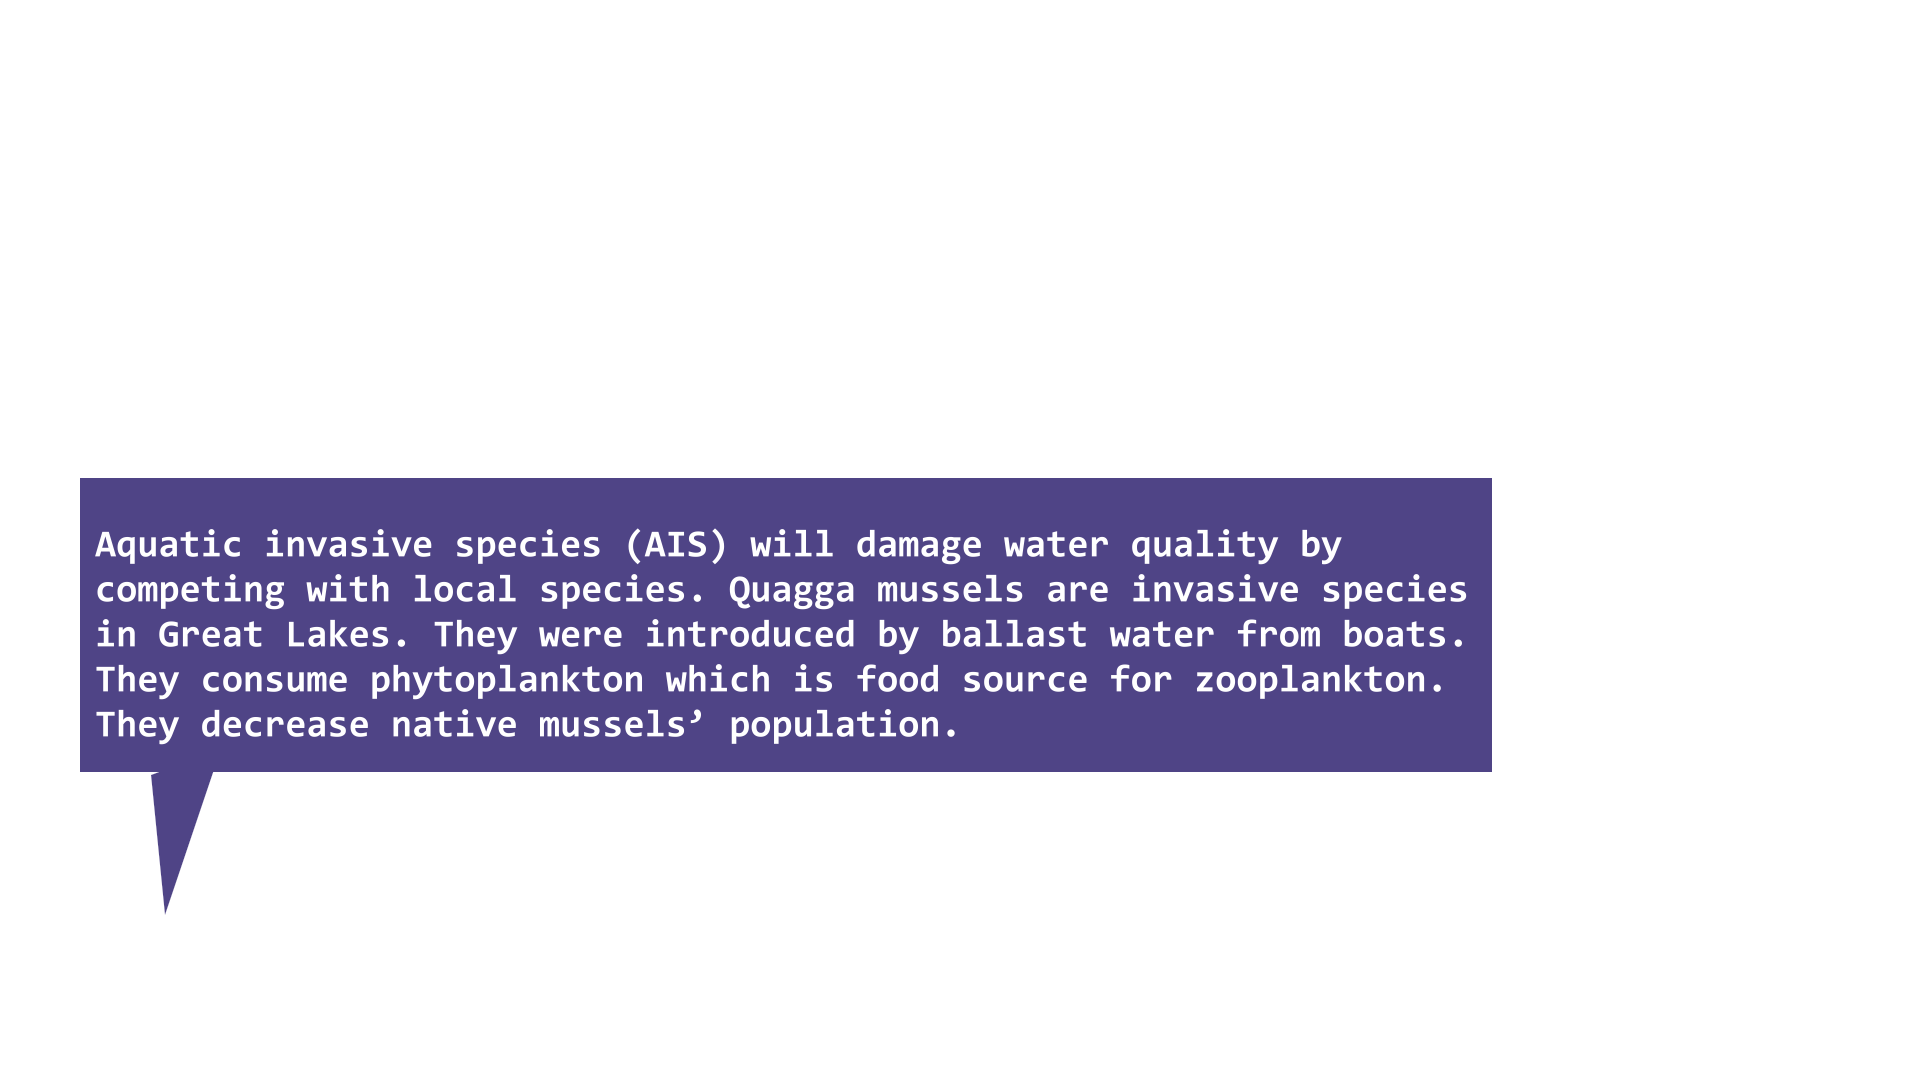 Aquatic invasive species (AIS) will damage water quality by
competing with local species. Quagga mussels are invasive species
in Great Lakes. They were introduced by ballast water from boats.
They consume phytoplankton which is food source for zooplankton.
They decrease native mussels’ population.